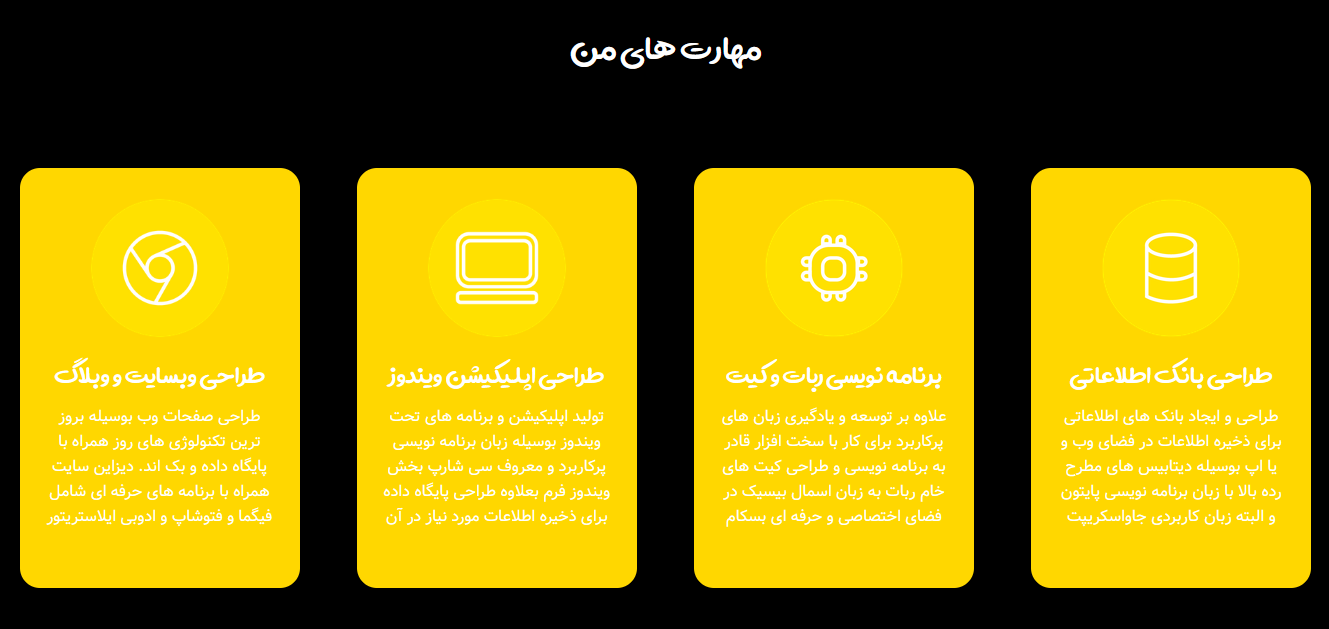 مهارت های من
طراحی بانک اطلاعاتی
طراحی و ایجاد بانک های اطلاعاتی
برای ذخیره اطلاعات در فضای وب و
یا اپ بوسیله دیتابیس های مطرح
رده بالا با زبان برنامه نویسی پایتون
و البته زبان کاربردی جاواسکریپت
برنامه نویسی ربات و کیت
علاوه بر توسعه و یادگیری زبان های
پرکاربرد برای کار با سخت افزار قادر
به برنامه نویسی و طراحی کیت های
خام ربات به زبان اسمال بیسیک در
فضای اختصاصی و حرفه ای بسکام
طراحی اپلیکیشن ویندوز
تولید اپلیکیشن و برنامه های تحت
ویندوز بوسیله زبان برنامه نویسی
پرکاربرد و معروف سی شارپ بخش
ویندوز فرم بعلاوه طراحی پایگاه داده
برای ذخیره اطلاعات مورد نیاز در آن
طراحی وبسایت و وبلاگ
طراحی صفحات وب بوسیله بروز
ترین تکنولوژی های روز همراه با
پایگاه داده و بک اند. دیزاین سایت
همراه با برنامه های حرفه ای شامل
فیگما و فتوشاپ و ادوبی ایلاستریتور